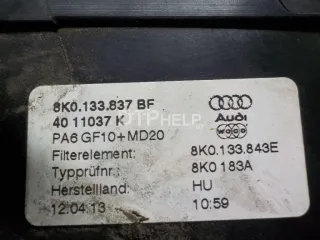 8K0.133.837 BF
40 11037 K
Audi
PA6 GF10+MD20
Filterelement: 8K0.133.843E
Typprüfnr.: 8K0 183A
Herstellland: HU
12.04.13 10:59